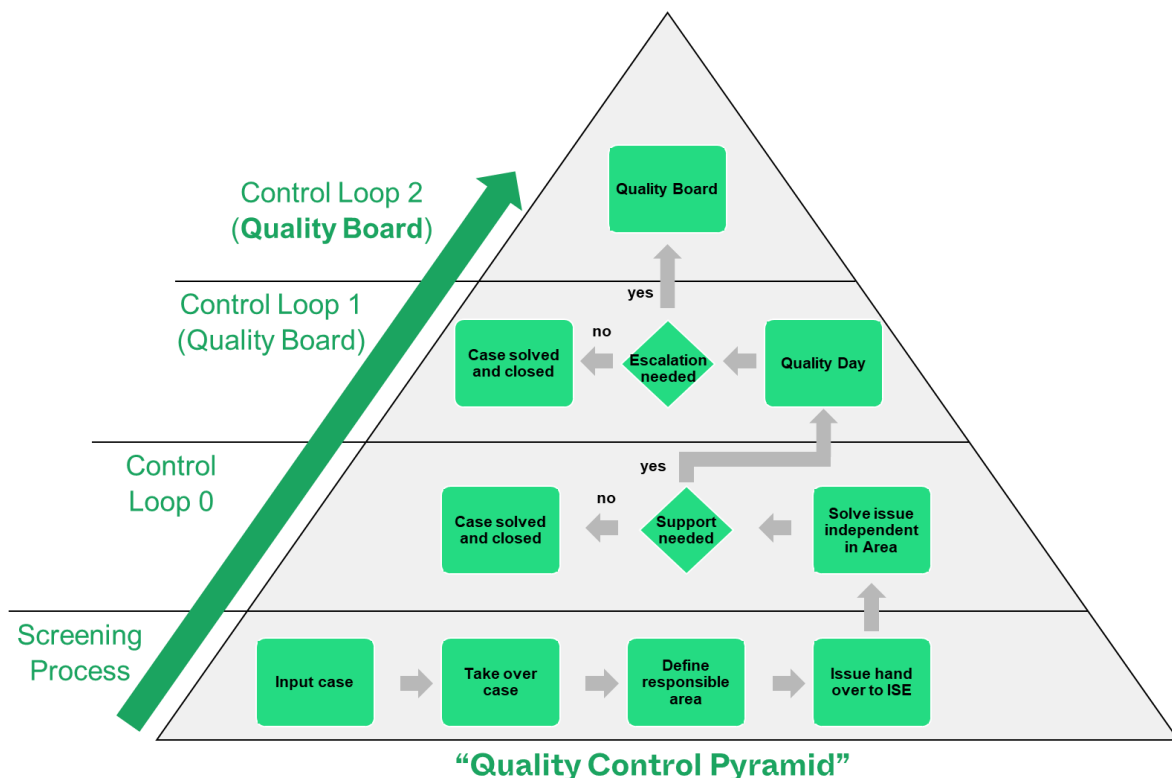 Control Loop 2
(Quality Board)
Quality Board
yes
Control Loop 1
(Quality Board)
Case solved
and closed
no
Escalation
needed
Quality Day
Control
Loop 0
yes
Case solved
and closed
no
Support
needed
Solve issue
independent
in Area
Screening
Process
Input case
Take over
case
Define
responsible
area
Issue hand
over to ISE
“Quality Control Pyramid”